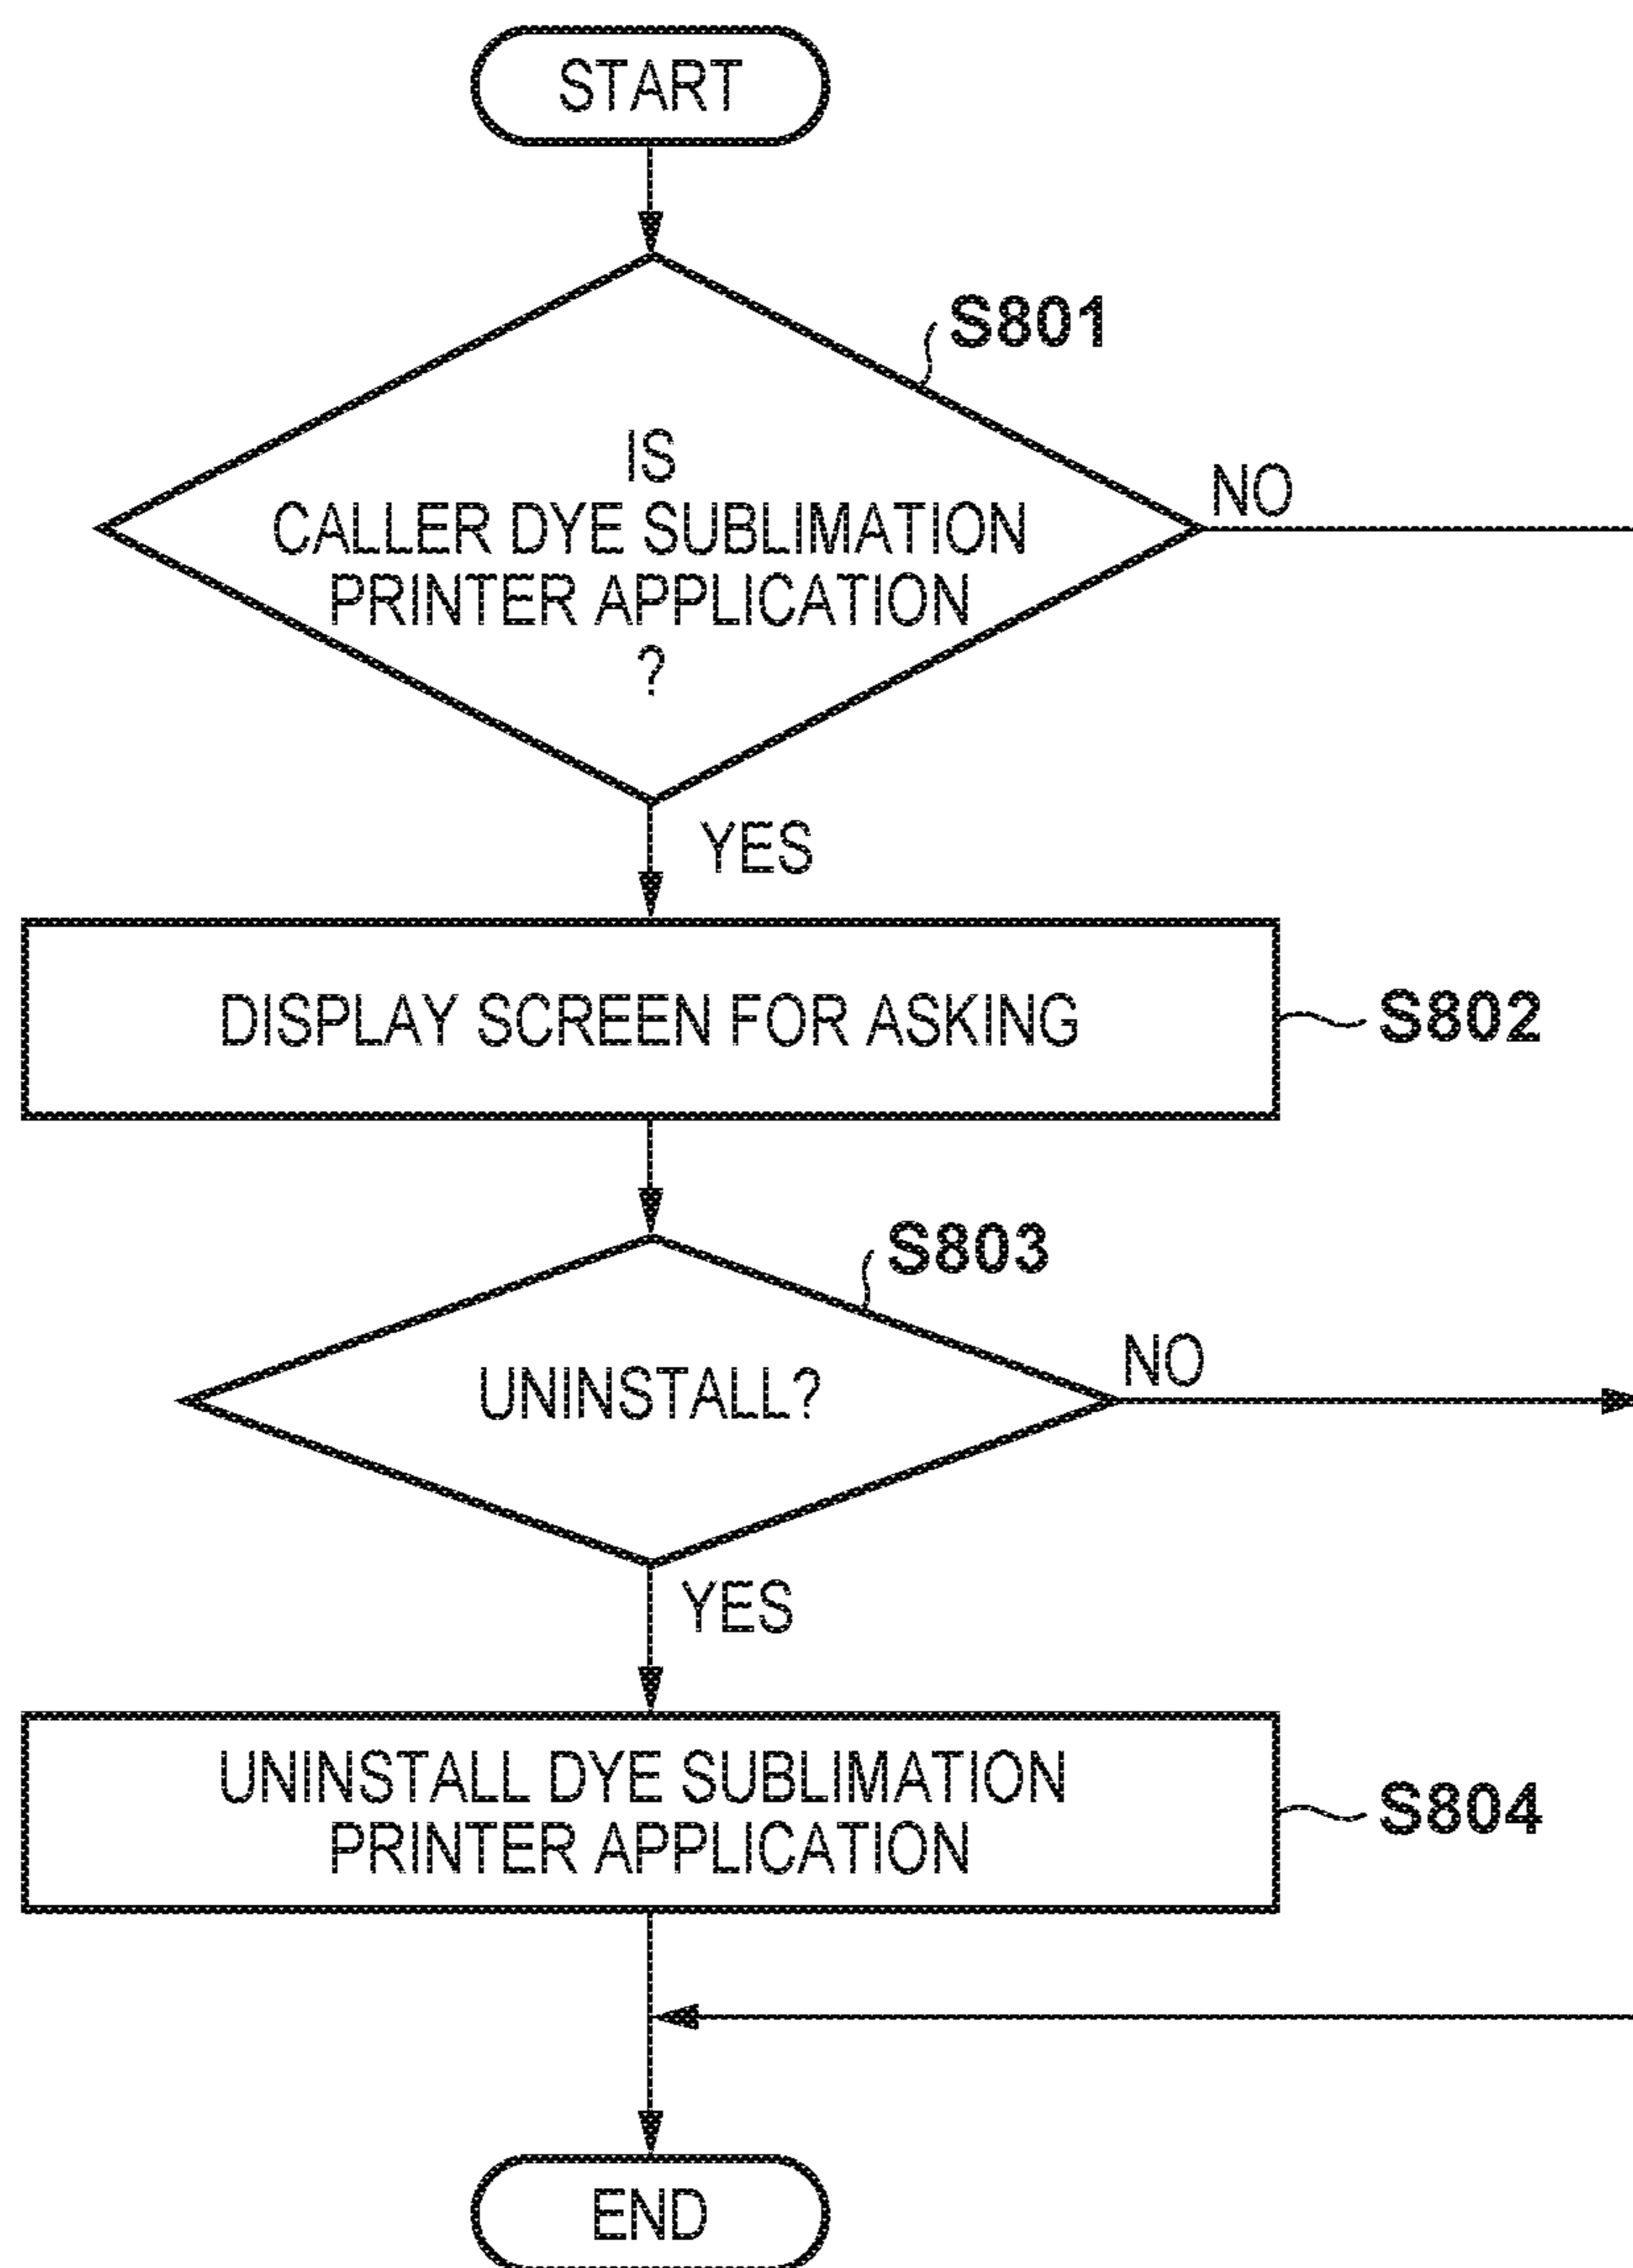 START
S801
IS
CALLER DYE SUBLIMATION
PRINTER APPLICATION
?
NO
YES
DISPLAY SCREEN FOR ASKING
S802
S803
UNINSTALL?
NO
YES
UNINSTALL DYE SUBLIMATION
PRINTER APPLICATION
S804
END